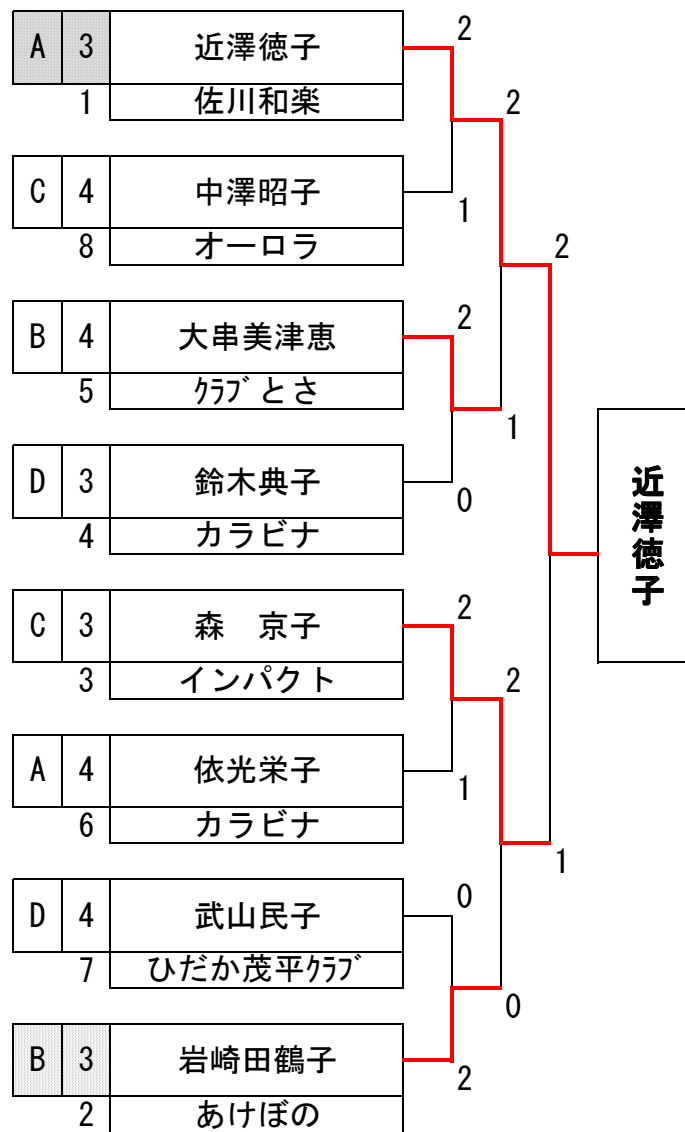 A 3 近澤徳子 2
1 佐川和楽 2
C 4 中澤昭子 1
8 オーロラ 2
B 4 大串美津恵 2
5 ｸﾗﾌﾞとさ 1
D 3 鈴木典子 0
4 カラビナ
近澤徳子
C 3 森　京子 2
3 インパクト 2
A 4 依光栄子 1
6 カラビナ 1
D 4 武山民子 0
7 ひだか茂平ｸﾗﾌﾞ 0
B 3 岩崎田鶴子 2
2 あけぼの